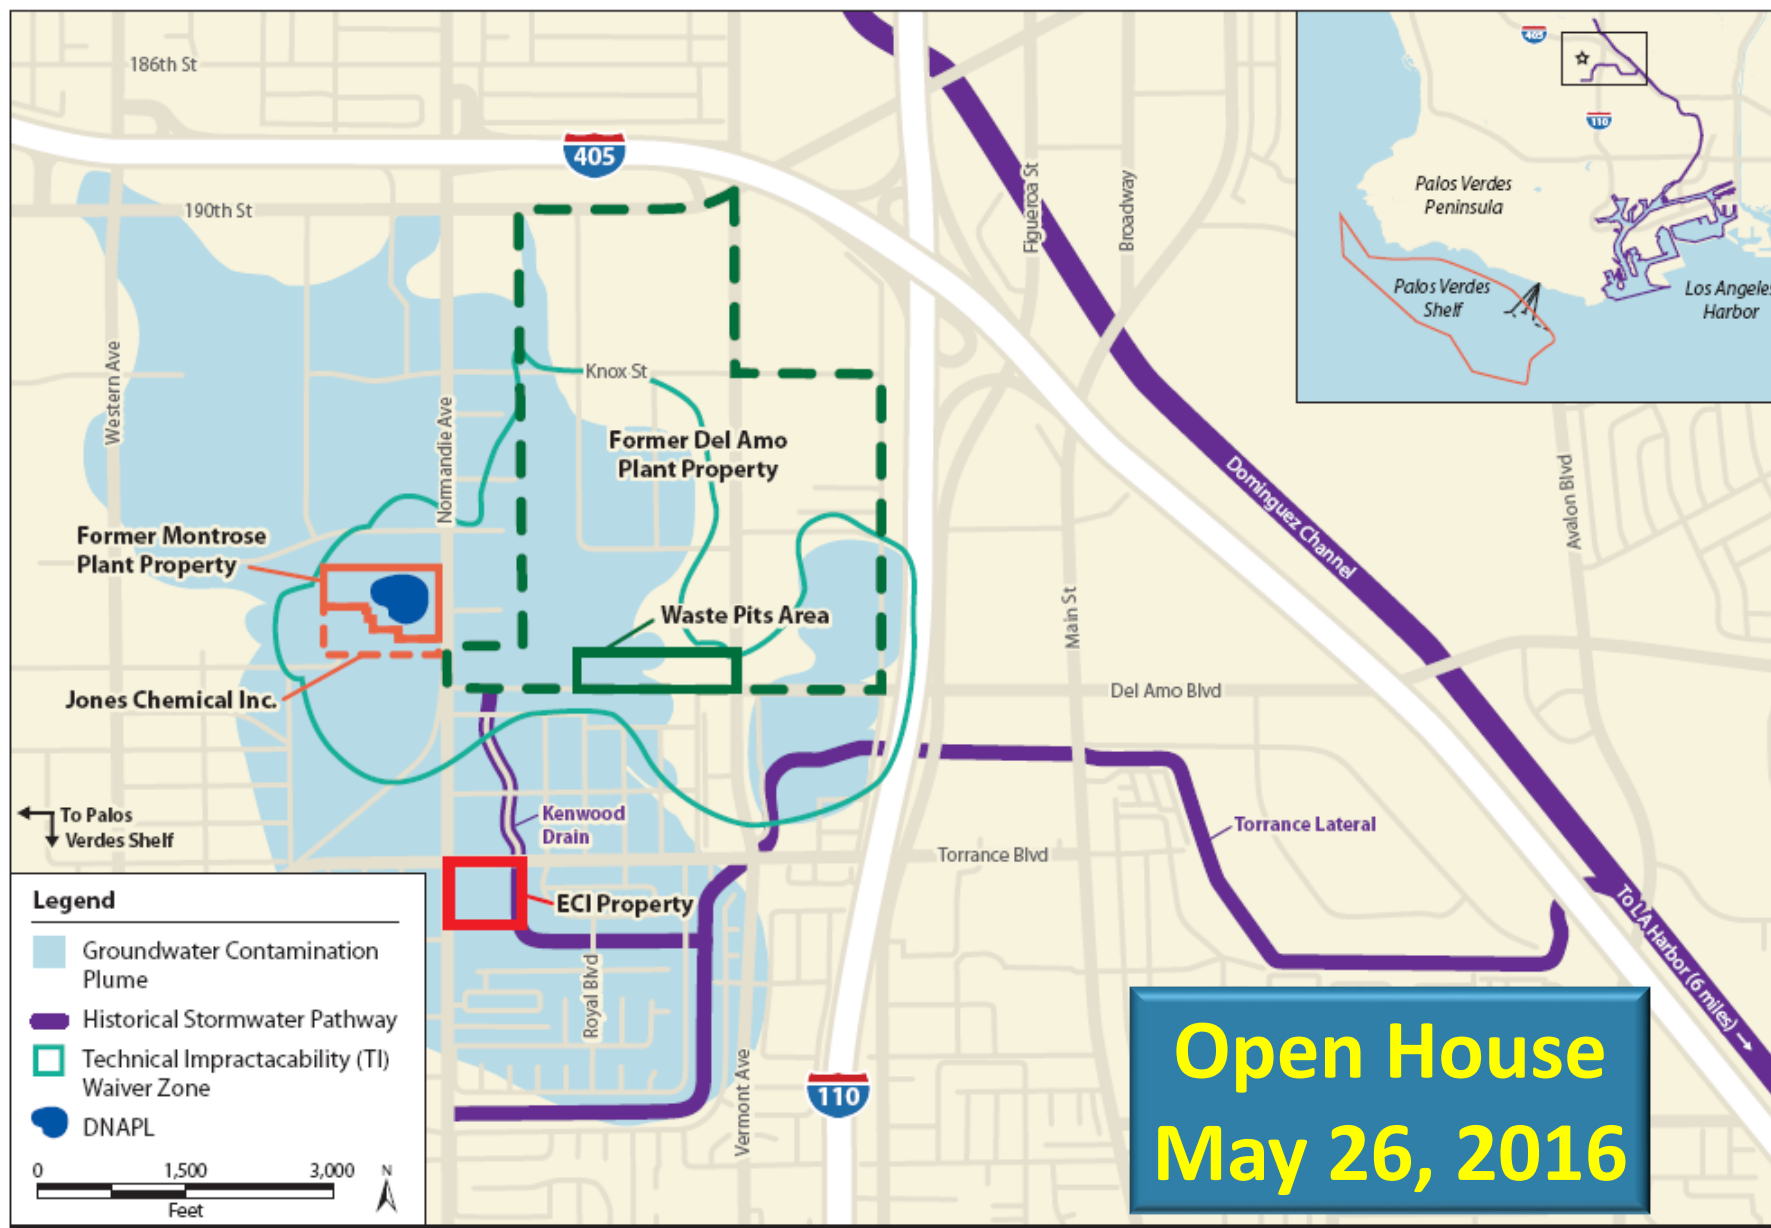 186th St
405
190th St
Figueroa St
Broadway
405
110
Palos Verdes
Peninsula
Palos Verdes
Shelf
Los Angeles
Harbor
Western Ave
Normandie Ave
Knox St
Former Del Amo
Plant Property
Dominguez Channel
Avalon Blvd
Former Montrose
Plant Property
Waste Pits Area
Main St
Jones Chemical Inc.
Del Amo Blvd
To Palos
Verdes Shelf
Kenwood
Drain
Torrance Lateral
Torrance Blvd
ECI Property
To LA Harbor (6 miles)
Royal Blvd
Vermont Ave
110
Legend
Groundwater Contamination
Plume
Historical Stormwater Pathway
Technical Impractacability (TI)
Waiver Zone
DNAPL
0 1,500 3,000
Feet
N
Open House
May 26, 2016